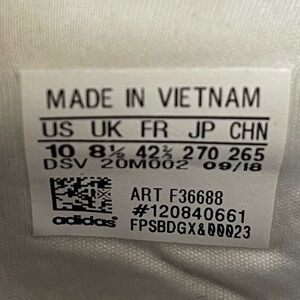 MADE IN VIETNAM
US UK FR JP CHN
10 8½ 42⅔ 270 265
DSV 20M002 09/18
ART F36688
#120840661
adidas FPSBDGX&